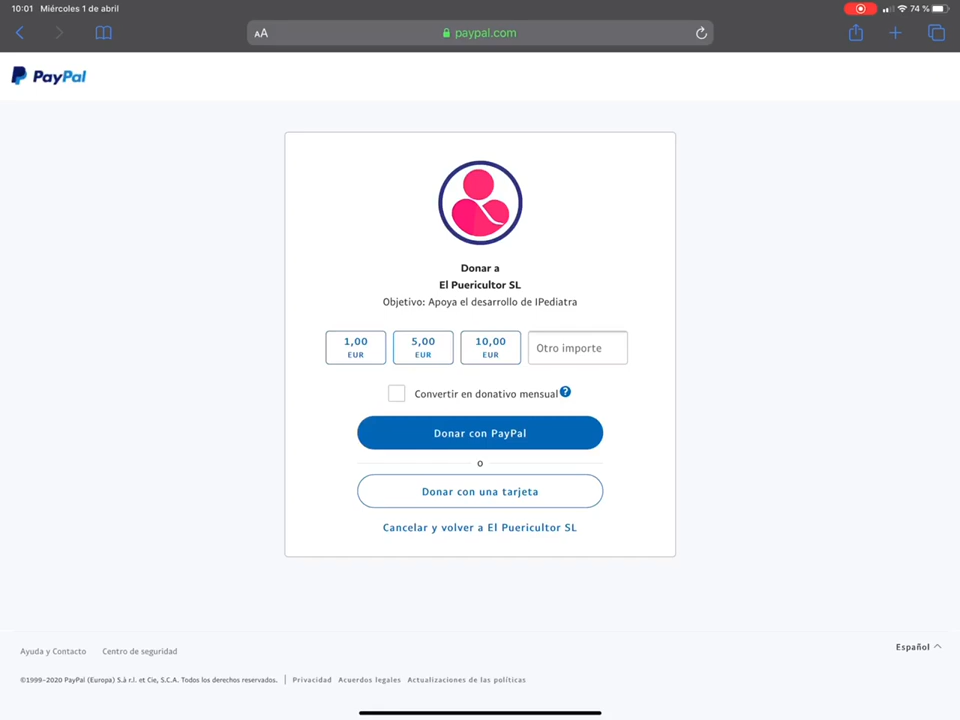 10:01 Miércoles 1 de abril
74 %
AA
paypal.com
PayPal
Donar a
El Puericultor SL
Objetivo: Apoya el desarrollo de IPediatra
1,00 5,00 10,00 Otro importe
EUR EUR EUR
Convertir en donativo mensual ?
Donar con PayPal
o
Donar con una tarjeta
Cancelar y volver a El Puericultor SL
Ayuda y Contacto Centro de seguridad
Español
©1999-2020 PayPal (Europa) S.à r.l. et Cie, S.C.A. Todos los derechos reservados. | Privacidad Acuerdos legales Actualizaciones de las políticas